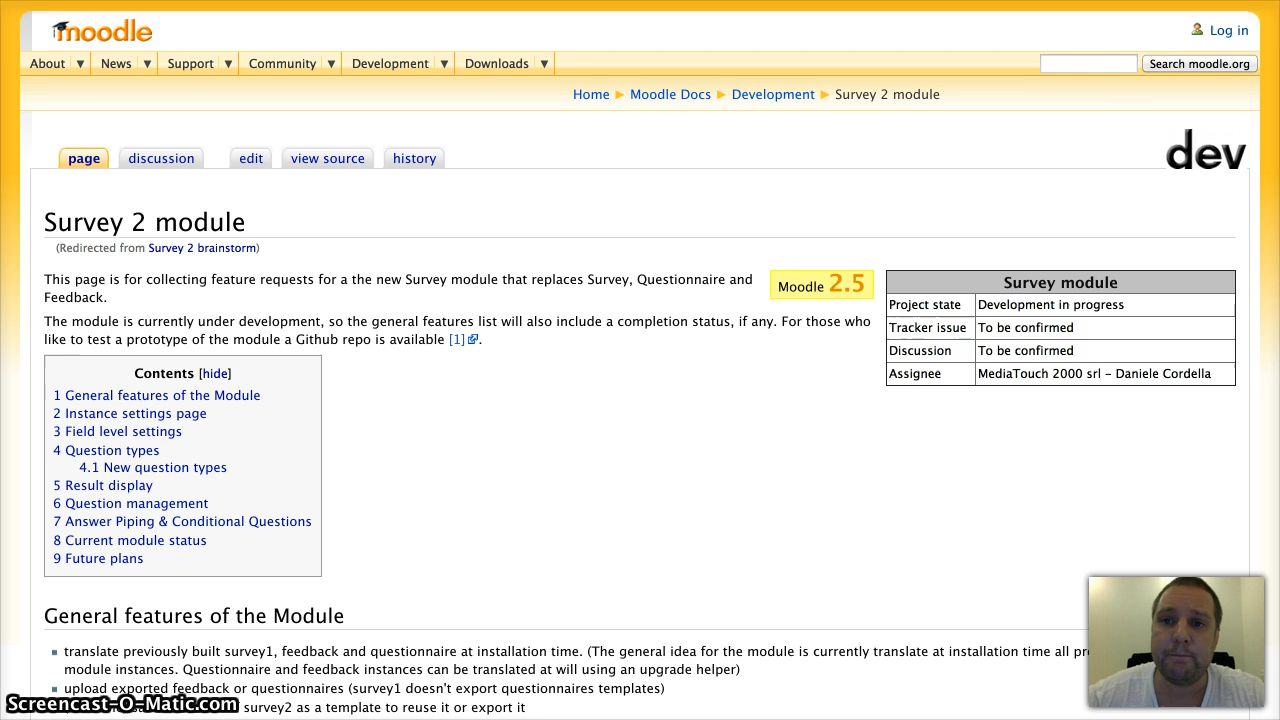 moodle
Log in
About ▼ News ▼ Support ▼ Community ▼ Development ▼ Downloads ▼
Search moodle.org
Home ► Moodle Docs ► Development ► Survey 2 module
dev
page discussion edit view source history
Survey 2 module
(Redirected from Survey 2 brainstorm)
This page is for collecting feature requests for a the new Survey module that replaces Survey, Questionnaire and
Feedback.
Moodle 2.5
The module is currently under development, so the general features list will also include a completion status, if any. For those who
like to test a prototype of the module a Github repo is available [1].
Survey module
Project state Development in progress
Tracker issue To be confirmed
Discussion To be confirmed
Assignee MediaTouch 2000 srl - Daniele Cordella
Contents [hide]
1 General features of the Module
2 Instance settings page
3 Field level settings
4 Question types
4.1 New question types
5 Result display
6 Question management
7 Answer Piping & Conditional Questions
8 Current module status
9 Future plans
General features of the Module
translate previously built survey1, feedback and questionnaire at installation time. (The general idea for the module is currently translate at installation time all
module instances. Questionnaire and feedback instances can be translated at will using an upgrade helper)
upload exported feedback or questionnaires (survey1 doesn't export questionnaires templates)
survey2 as a template to reuse it or export it
Screencast-O-Matic.com